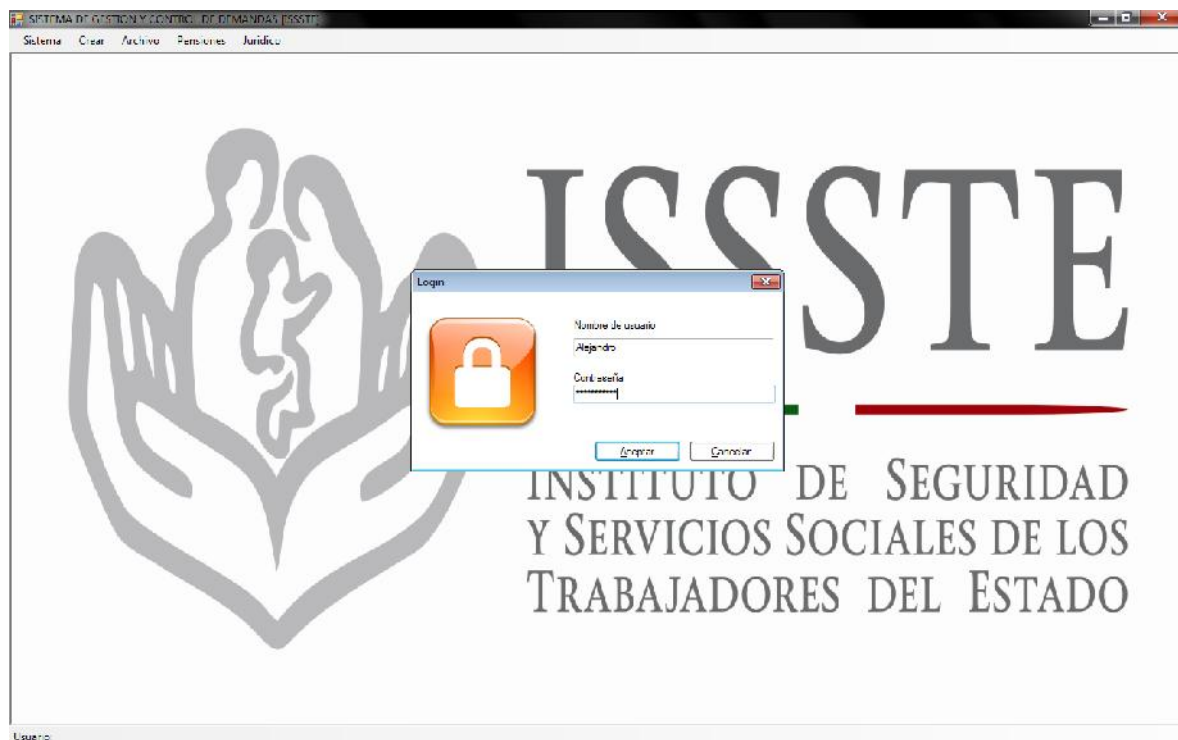 SISTEMA DE GESTION Y CONTROL DE DEMANDAS [ISSSTE]
Sistema Crear Archivo Pensiones Juridico
ISSSTE
Login
Nombre de usuario
Alejandro
Contraseña
***********
Aceptar Cancelar
INSTITUTO DE SEGURIDAD
Y SERVICIOS SOCIALES DE LOS
TRABAJADORES DEL ESTADO
Usuario